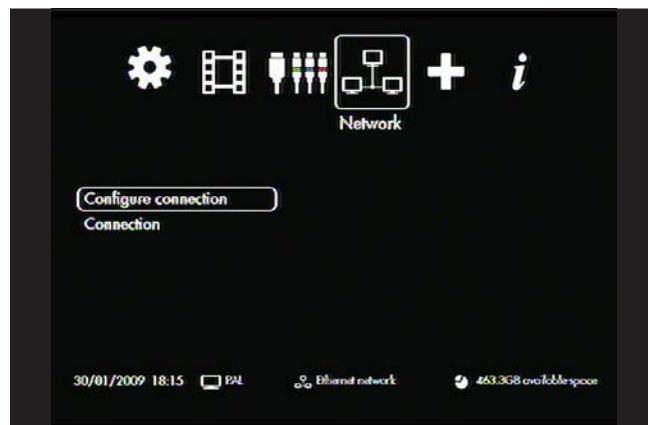 Network
Configure connection
Connection
30/01/2009 18:15 PAL Ethernet network 463.3GB available space